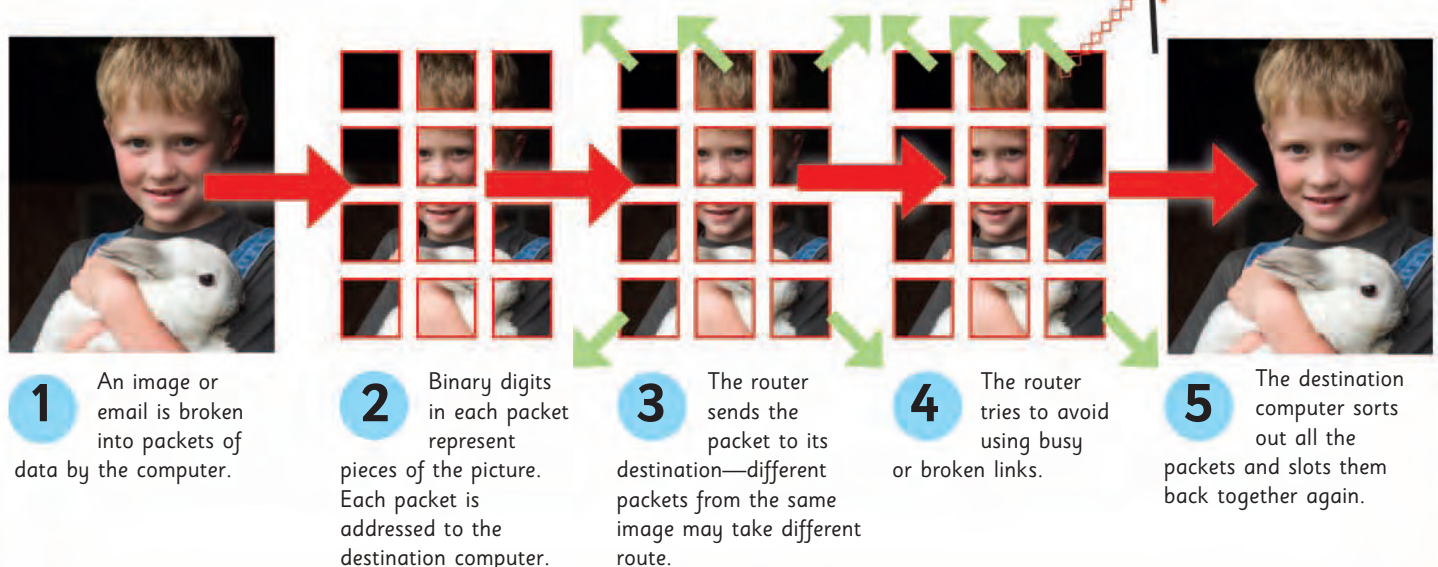 1
An image or
email is broken
into packets of
data by the computer.
2
Binary digits
in each packet
represent
pieces of the picture.
Each packet is
addressed to the
destination computer.
3
The router
sends the
packet to its
destination—different
packets from the same
image may take different
route.
4
The router
tries to avoid
using busy
or broken links.
5
The destination
computer sorts
out all the
packets and slots them
back together again.